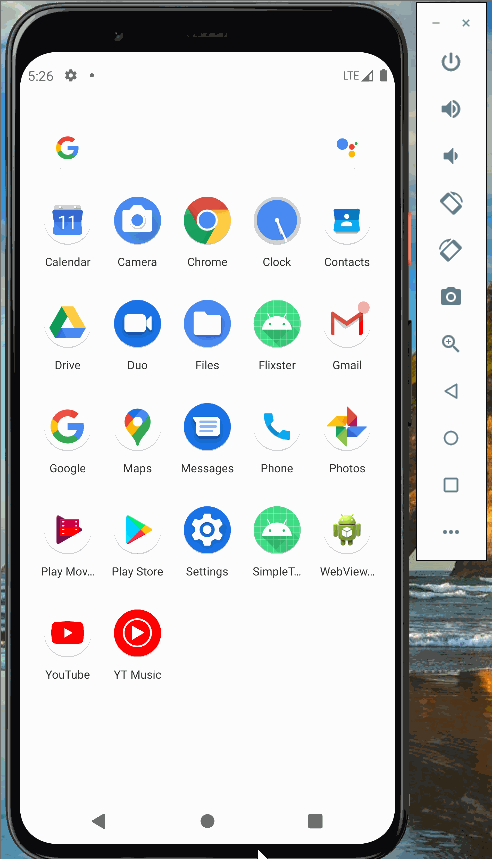 5:26 LTE
11
Calendar Camera Chrome Clock Contacts
Drive Duo Files Flixster Gmail
Google Maps Messages Phone Photos
Play Mov... Play Store Settings SimpleT... WebView...
YouTube YT Music